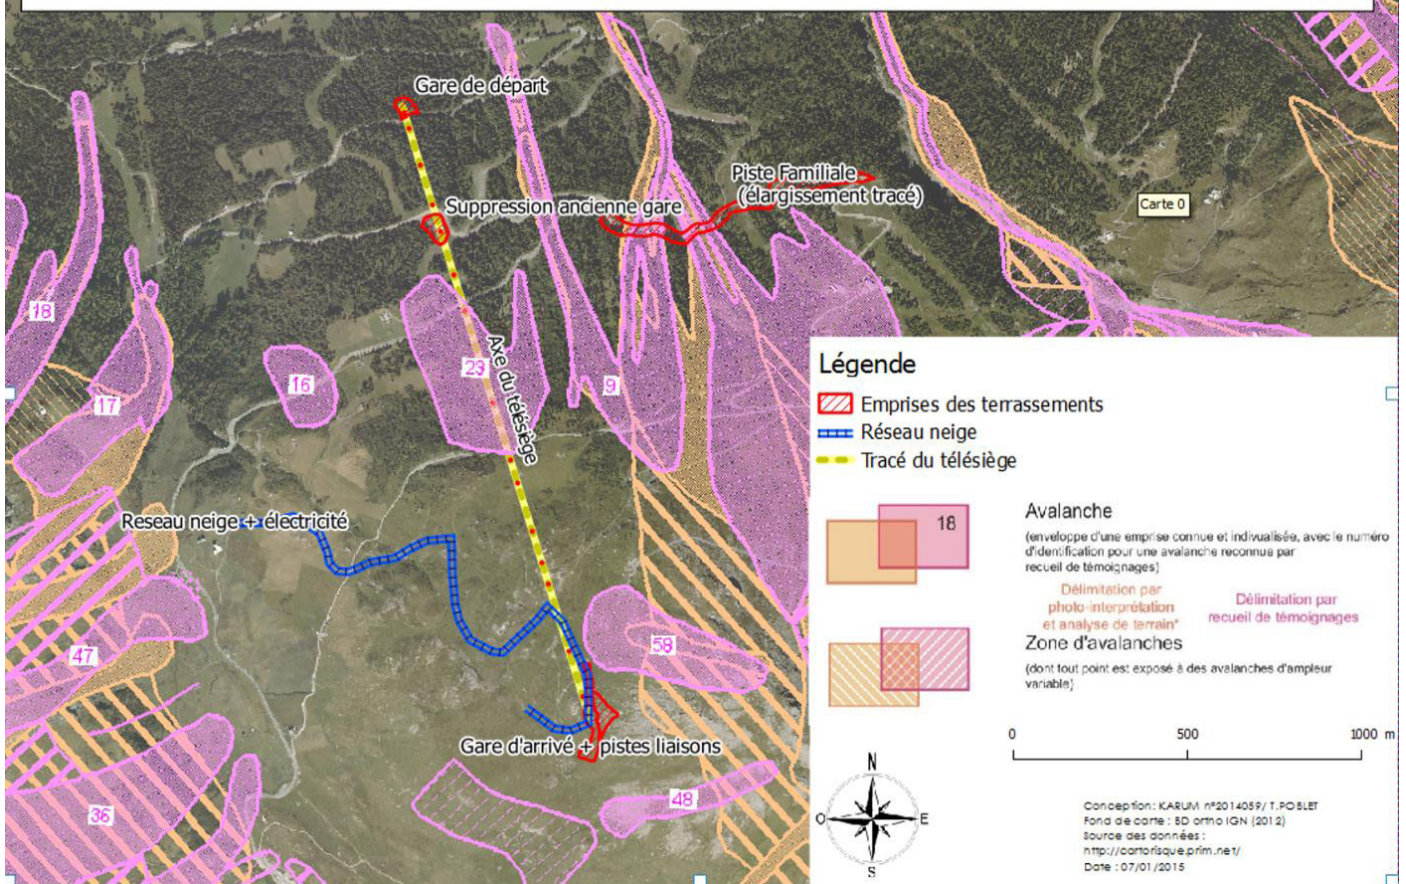 Gare de départ
Piste Familiale
(élargissement tracé)
Suppression ancienne gare
Carte 0
18
23
Axe du télésiège
16
9
17
Reseau neige + électricité
47
58
Gare d'arrivé + pistes liaisons
48
36
Légende
Emprises des terrassements
Réseau neige
Tracé du télésiège
18
Avalanche
(enveloppe d'une emprise connue et indivualisée, avec le numéro
d'identification pour une avalanche reconnue par
recueil de témoignages)
Délimitation par
photo-interprétation
et analyse de terrain*
Délimitation par
recueil de témoignages
Zone d'avalanches
(dont tout point est exposé à des avalanches d'ampleur
variable)
0 500 1000 m
N
O E
S
Conception : KARUM n°2014059/ T.POBLET
Fond de carte : BD ortho IGN (2012)
Source des données :
http://cartorisque.prim.net/
Date : 07/01/2015